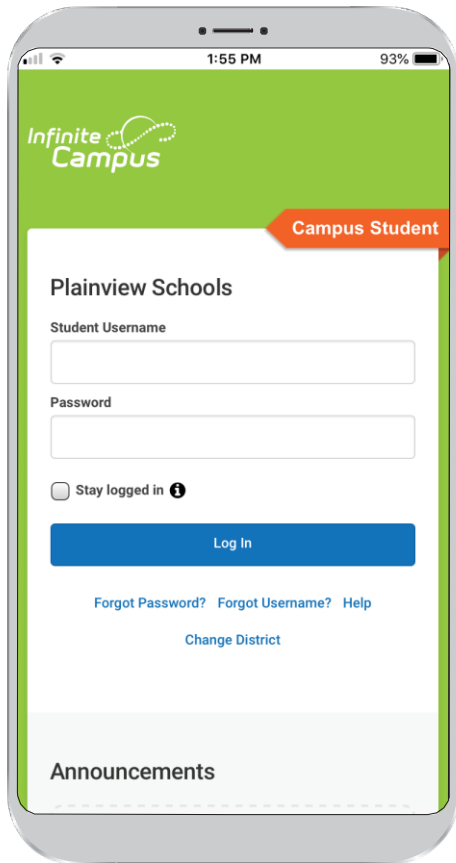 1:55 PM 93%
Infinite
Campus
Campus Student
Plainview Schools
Student Username
Password
Stay logged in
Log In
Forgot Password? Forgot Username? Help
Change District
Announcements